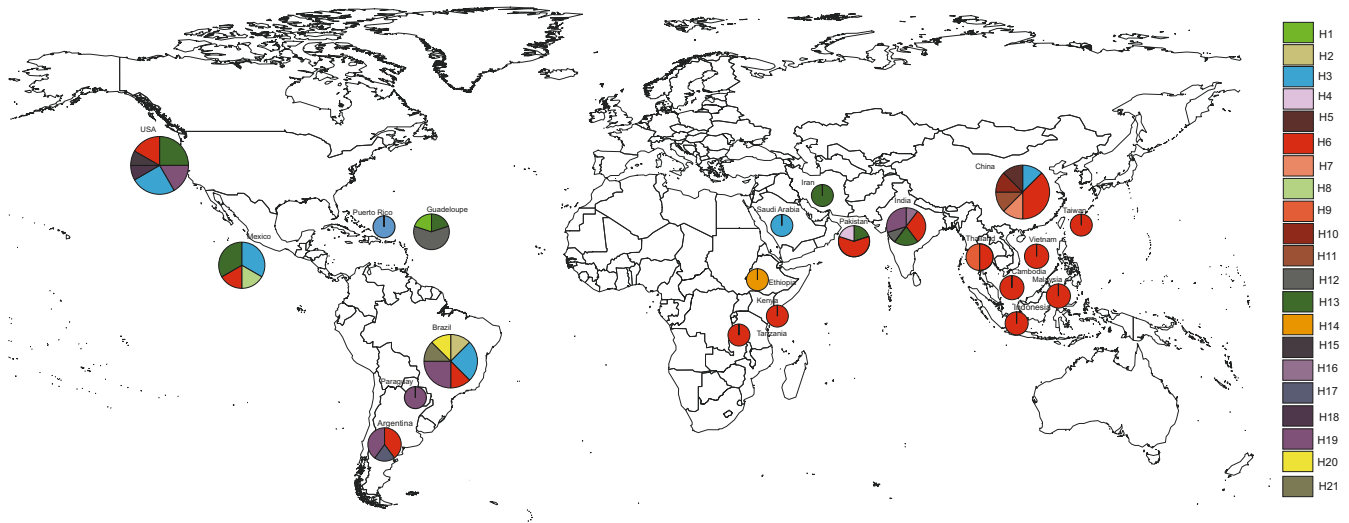 USA
Mexico
Puerto Rico
Guadeloupe
Brazil
Paraguay
Argentina
Iran
Saudi Arabia
Pakistan
India
Ethiopia
Kenya
Tanzania
China
Taiwan
Thailand
Vietnam
Cambodia
Malaysia
Indonesia
H1
H2
H3
H4
H5
H6
H7
H8
H9
H10
H11
H12
H13
H14
H15
H16
H17
H18
H19
H20
H21